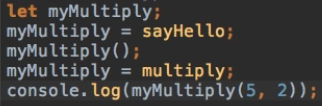 let myMultiply;
myMultiply = sayHello;
myMultiply();
myMultiply = multiply;
console.log(myMultiply(5, 2));